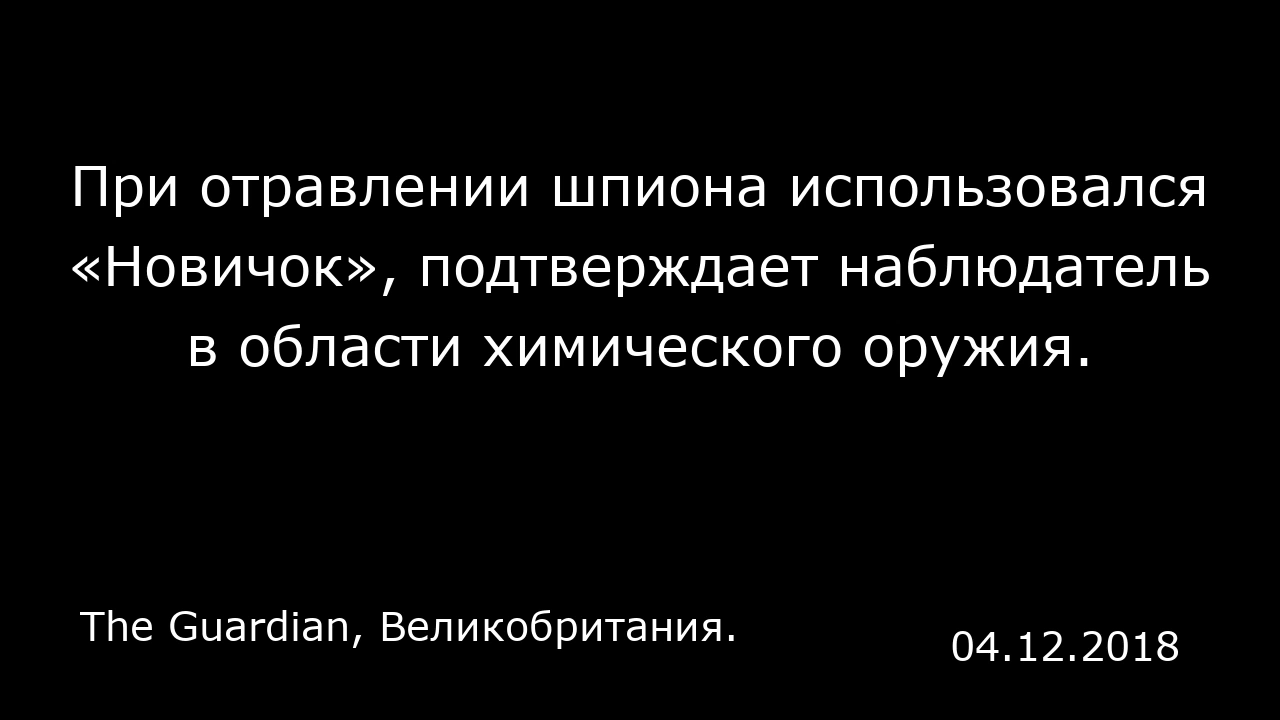 При отравлении шпиона использовался
«Новичок», подтверждает наблюдатель
в области химического оружия.
The Guardian, Великобритания.
04.12.2018